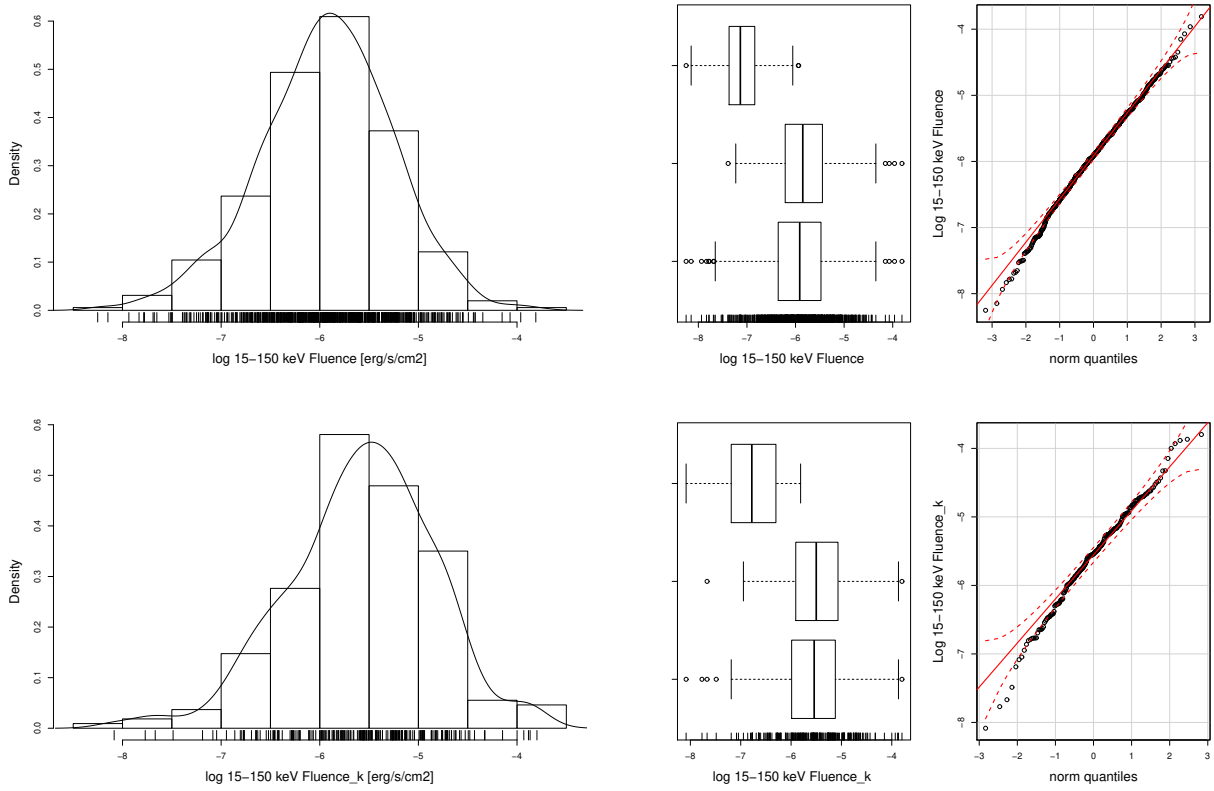 Density
0.0 0.1 0.2 0.3 0.4 0.5 0.6
−8 −7 −6 −5 −4
log 15−150 keV Fluence [erg/s/cm2]
−8 −7 −6 −5 −4
log 15−150 keV Fluence
Log 15−150 keV Fluence
−8 −7 −6 −5 −4
−3 −2 −1 0 1 2 3
norm quantiles
Density
0.0 0.1 0.2 0.3 0.4 0.5 0.6
−8 −7 −6 −5 −4
log 15−150 keV Fluence_k [erg/s/cm2]
−8 −7 −6 −5 −4
log 15−150 keV Fluence_k
Log 15−150 keV Fluence_k
−8 −7 −6 −5 −4
−3 −2 −1 0 1 2 3
norm quantiles